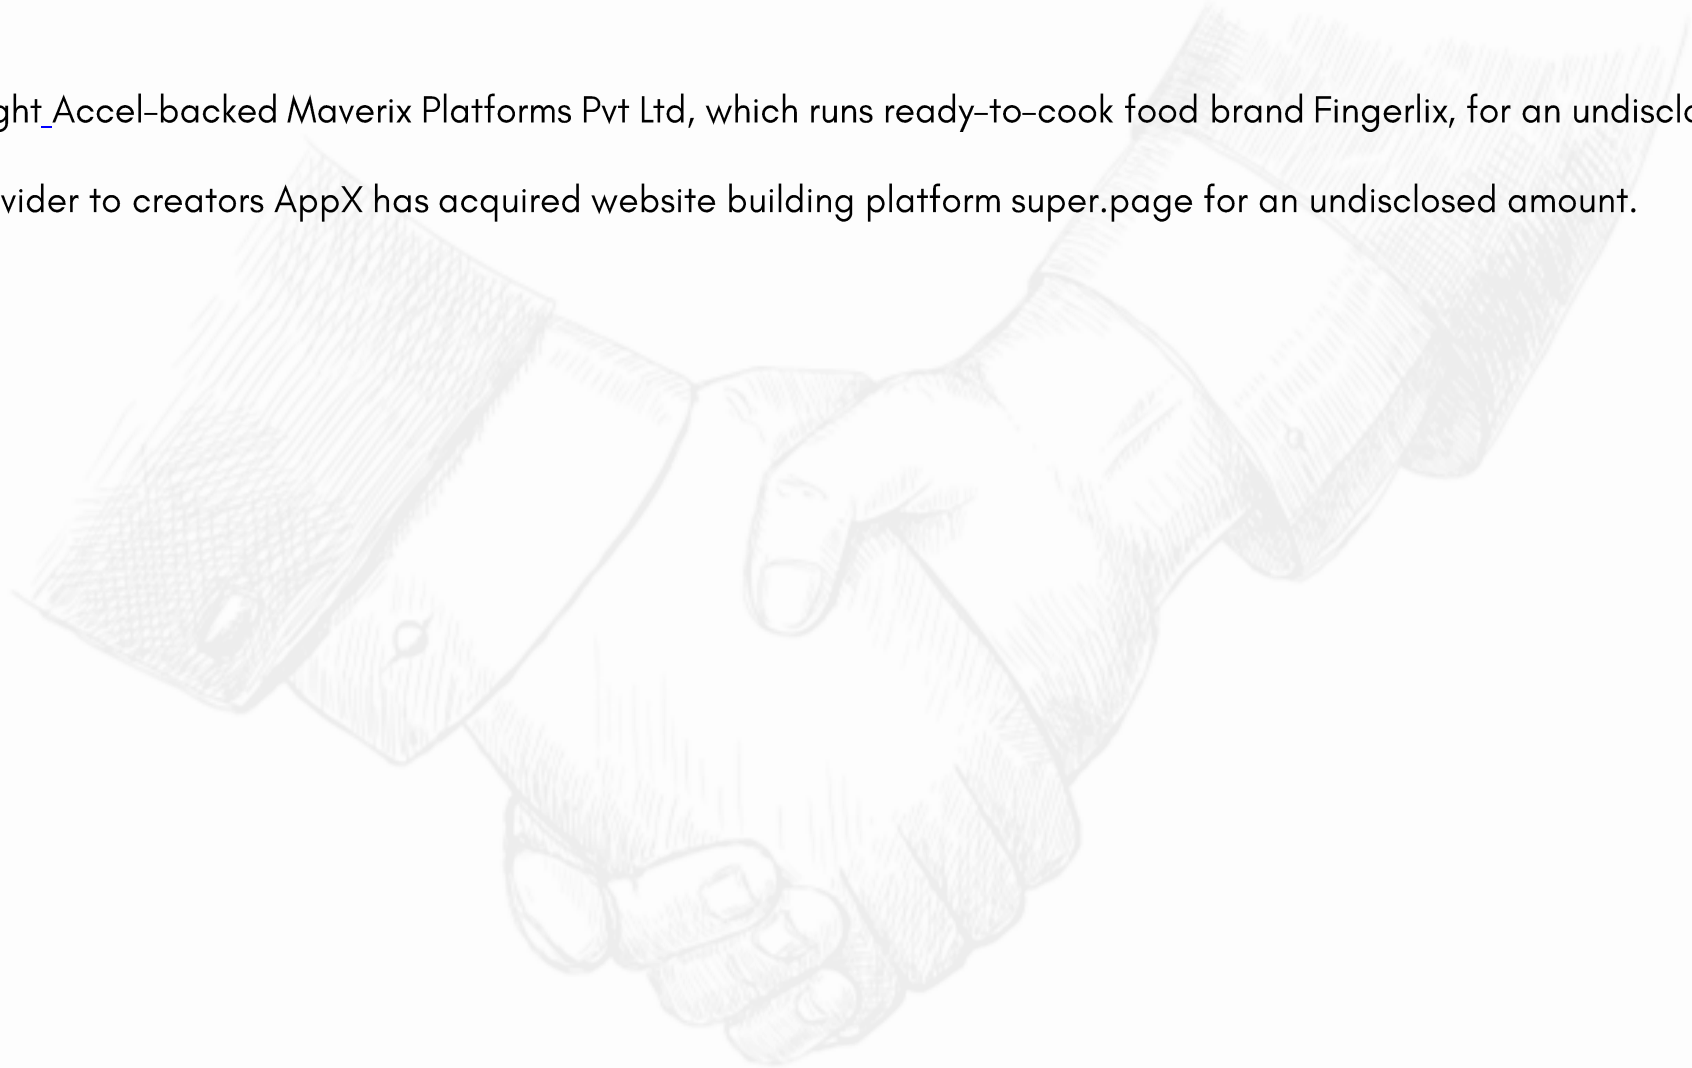 ght Accel-backed Maverix Platforms Pvt Ltd, which runs ready-to-cook food brand Fingerlix, for an undisclo
vider to creators AppX has acquired website building platform super.page for an undisclosed amount.